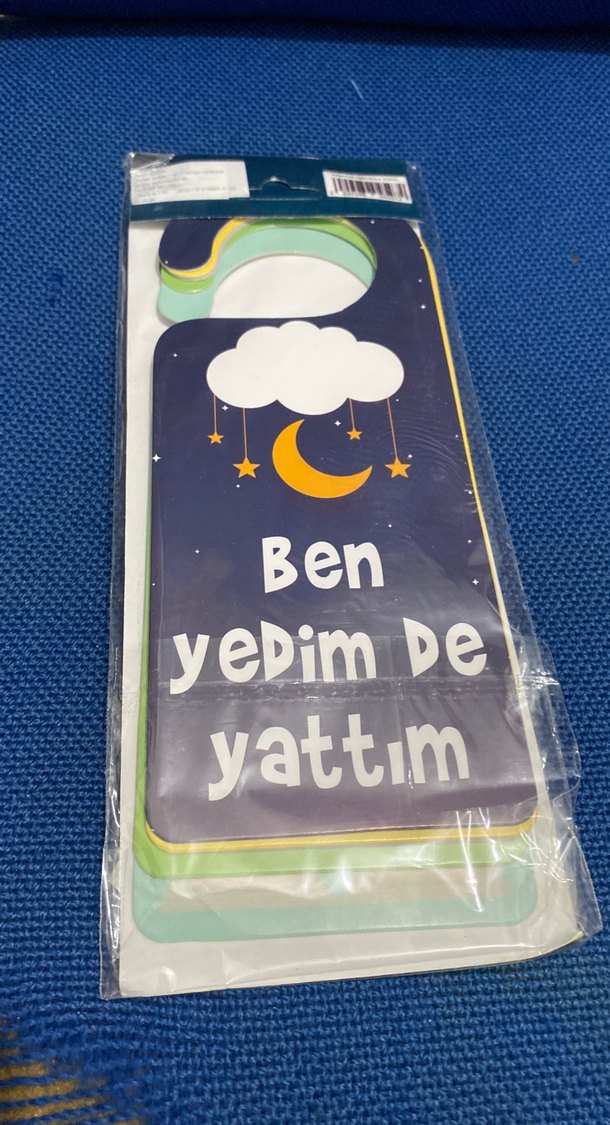 Ben
yeDim De
yattım